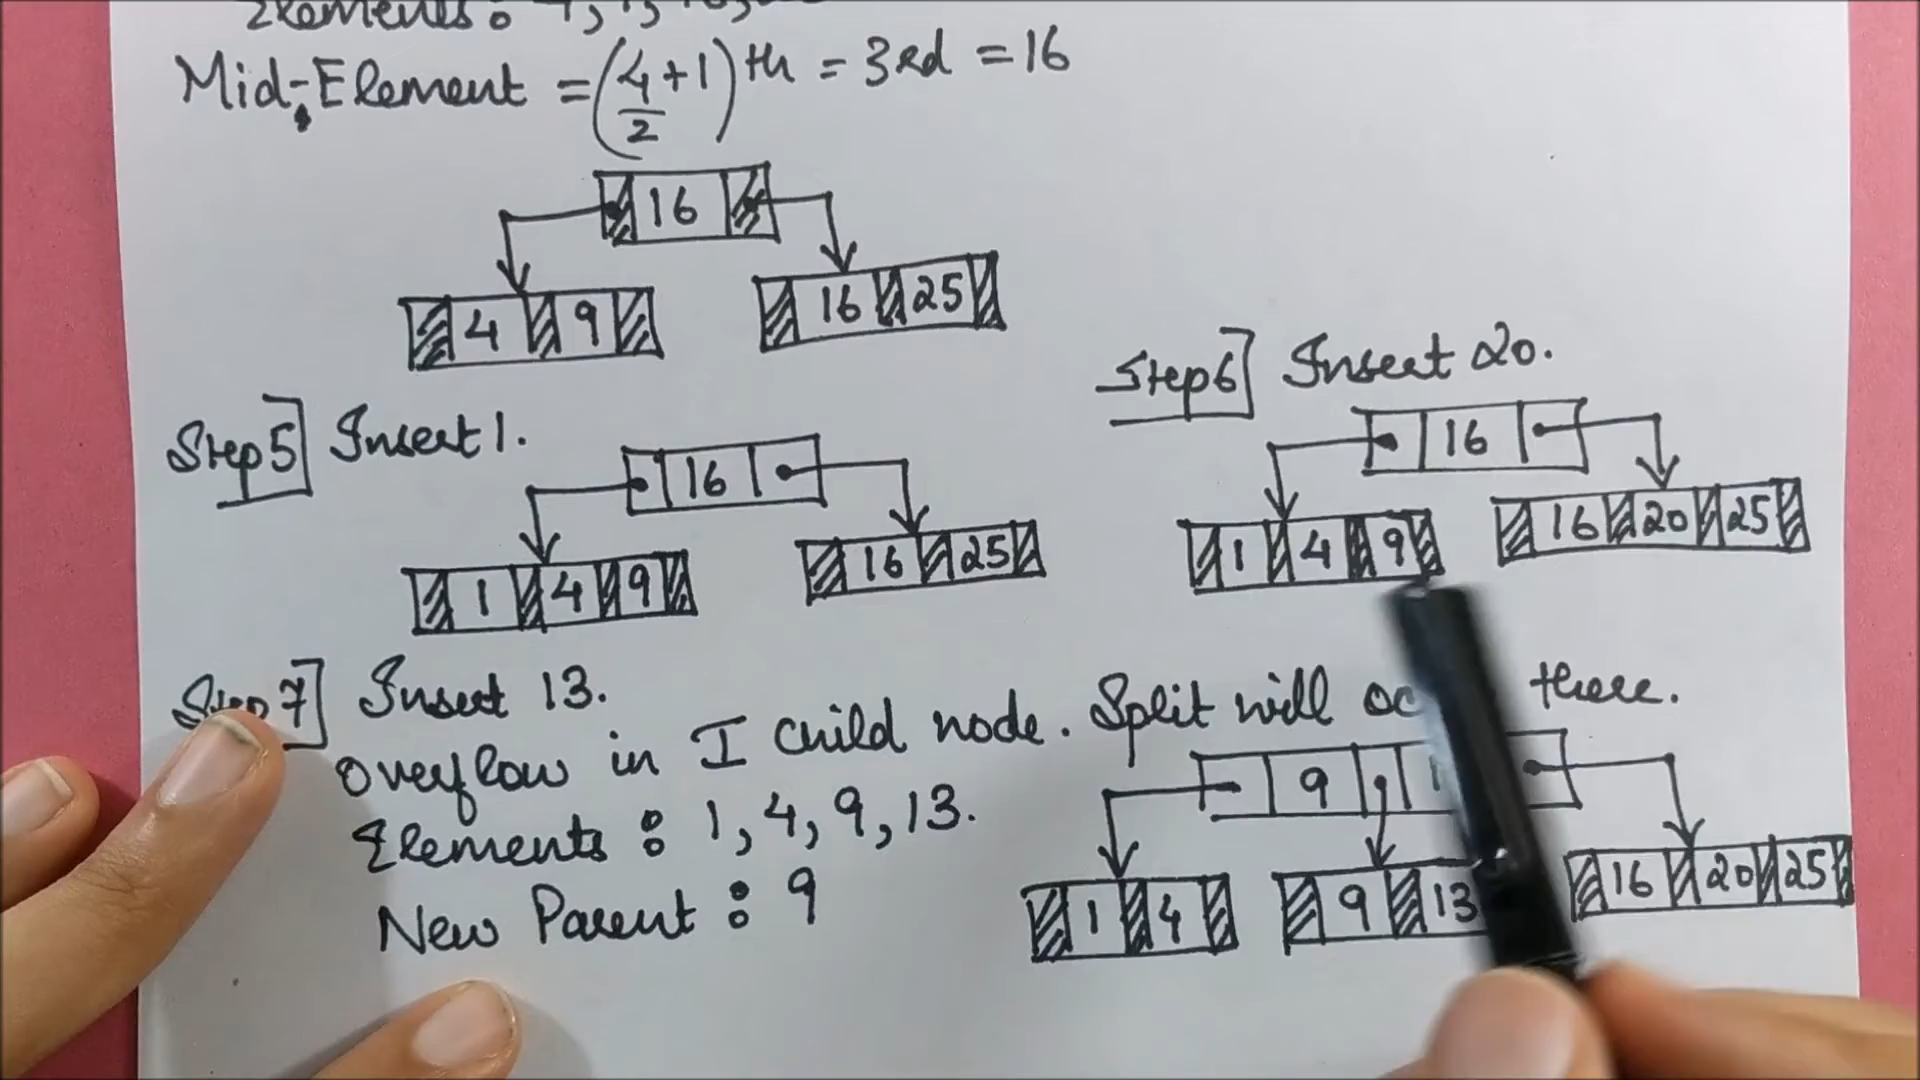 Elements:
Mid-Element = (4/2 +1)th = 3rd = 16
16
4 9 16 25
Step 5] Insert 1.
16
1 4 9 16 25
Step 6] Insert 20.
16
1 4 9 16 20 25
Step 7] Insert 13.
Overflow in I child node. Split will there.
Elements : 1, 4, 9, 13.
New Parent : 9
9
1 4 9 13 16 20 25